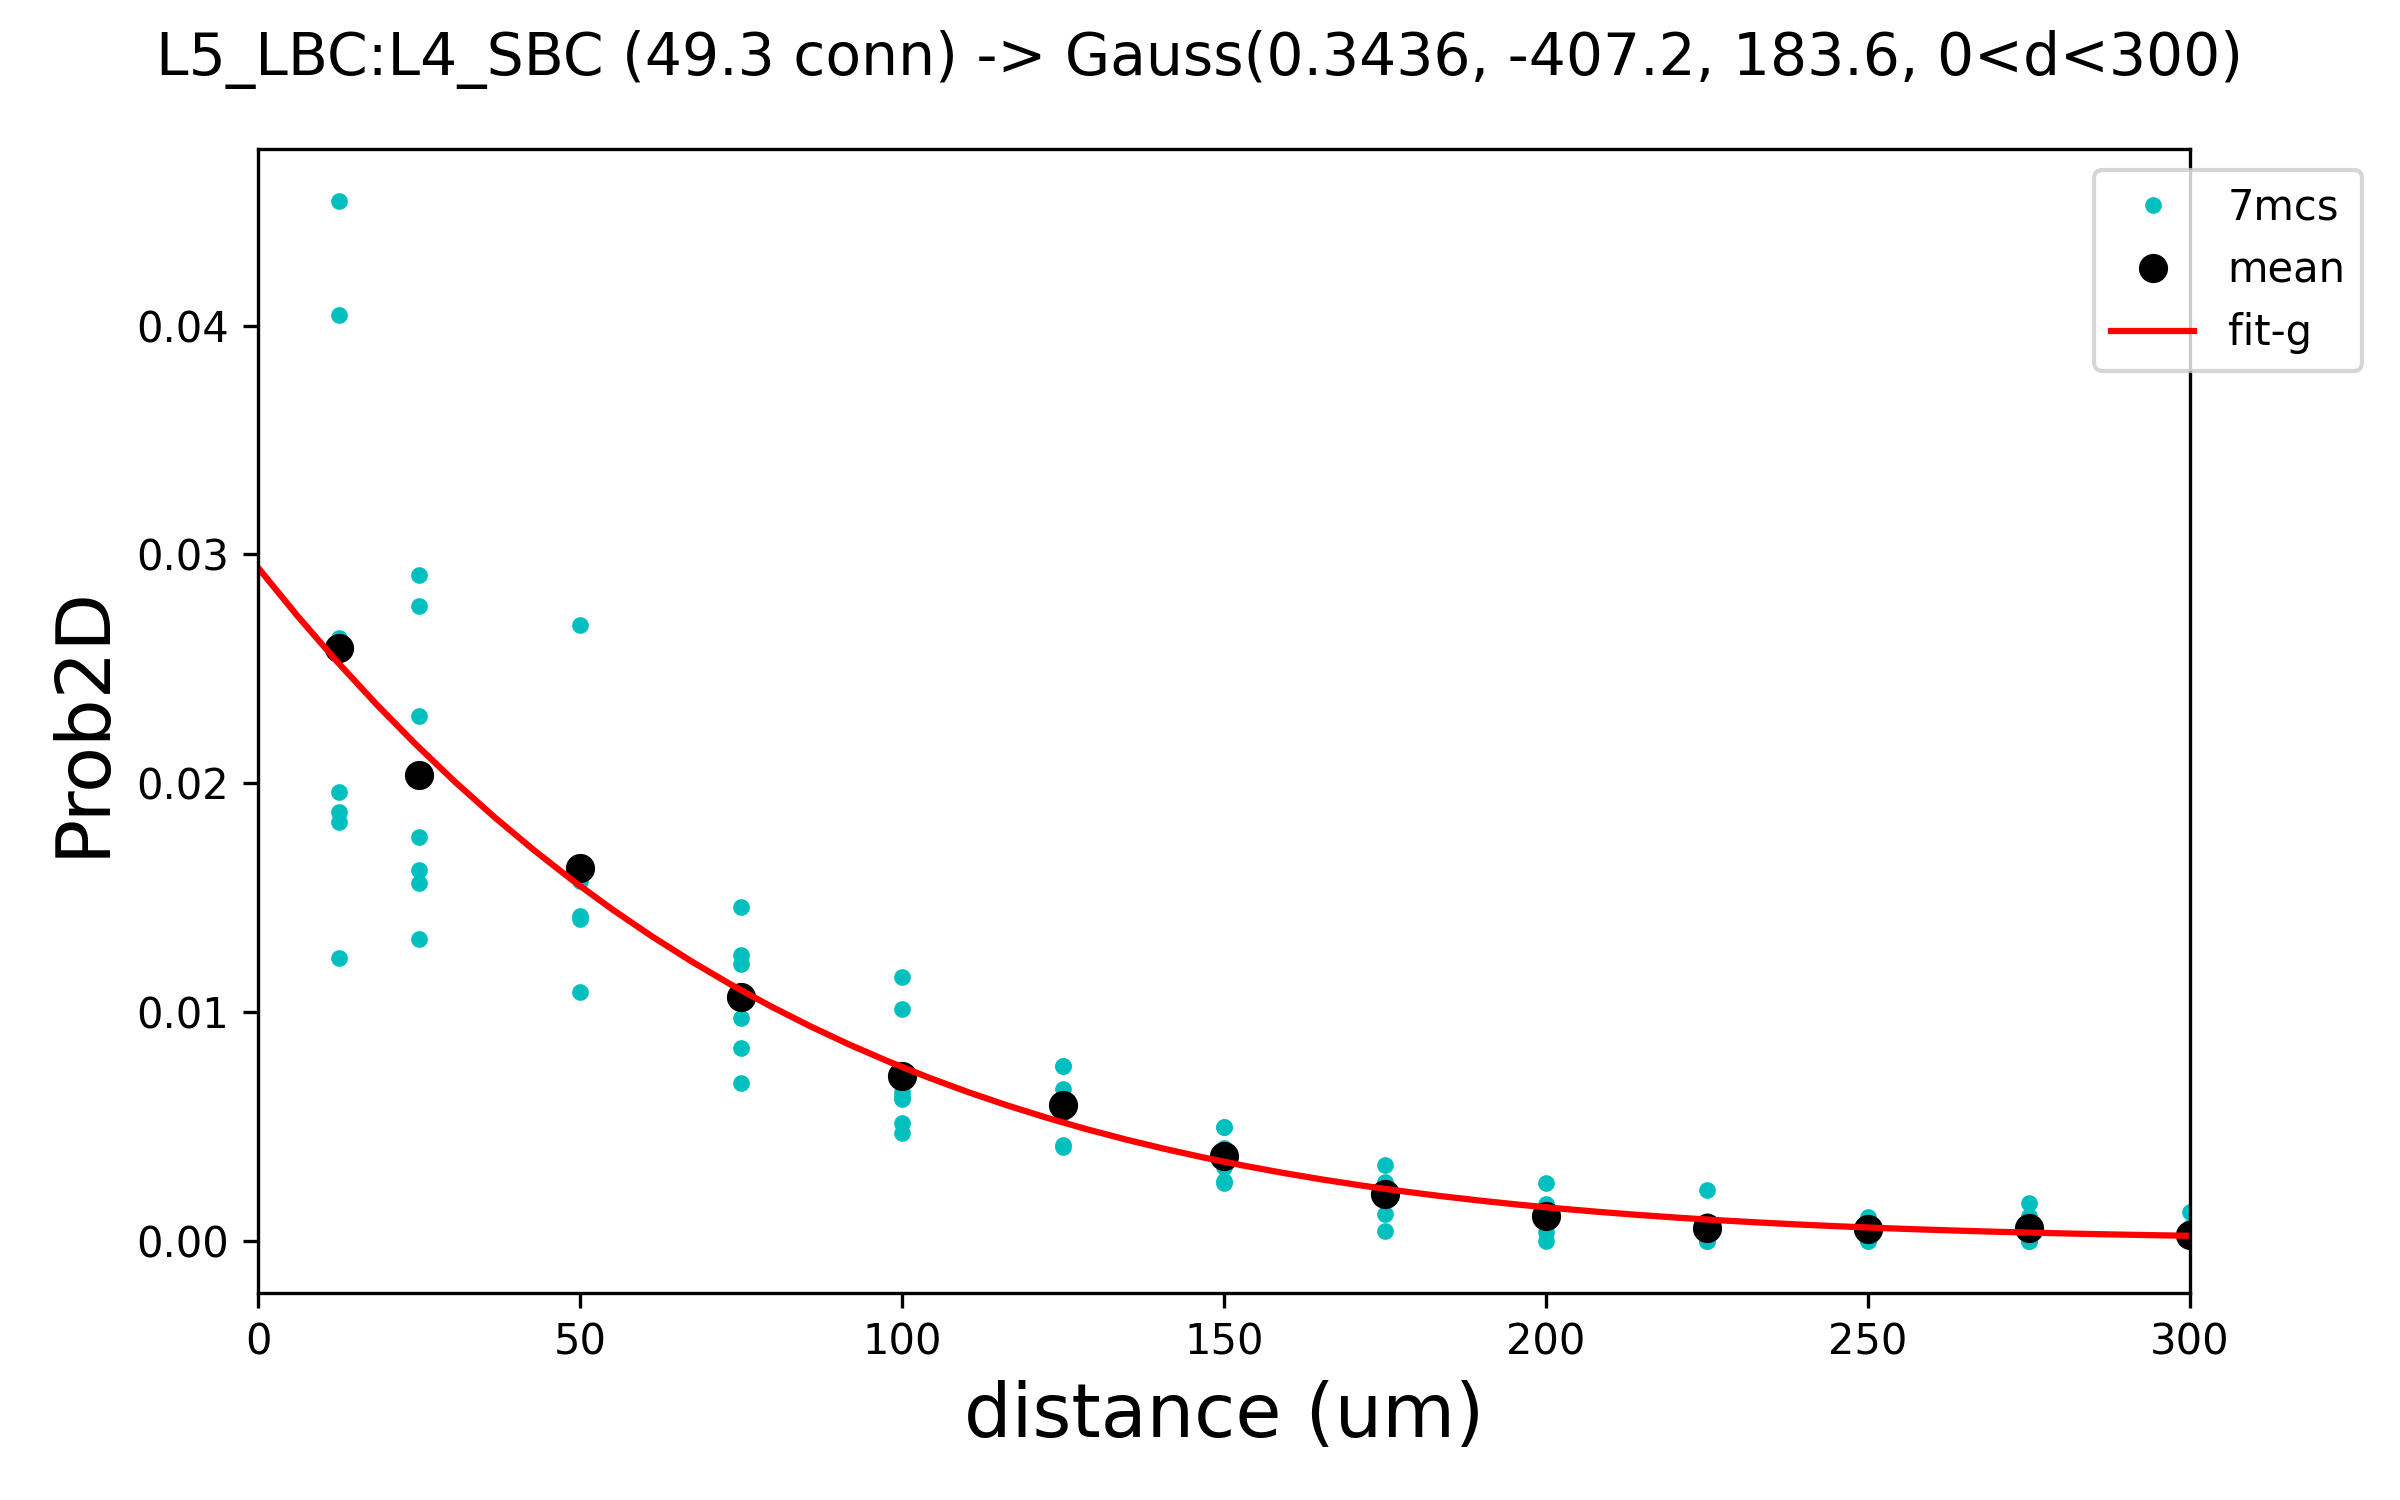 L5_LBC:L4_SBC (49.3 conn) -> Gauss(0.3436, -407.2, 183.6, 0<d<300)
7mcs
mean
fit-g
Prob2D
0.04
0.03
0.02
0.01
0.00
0 50 100 150 200 250 300
distance (um)